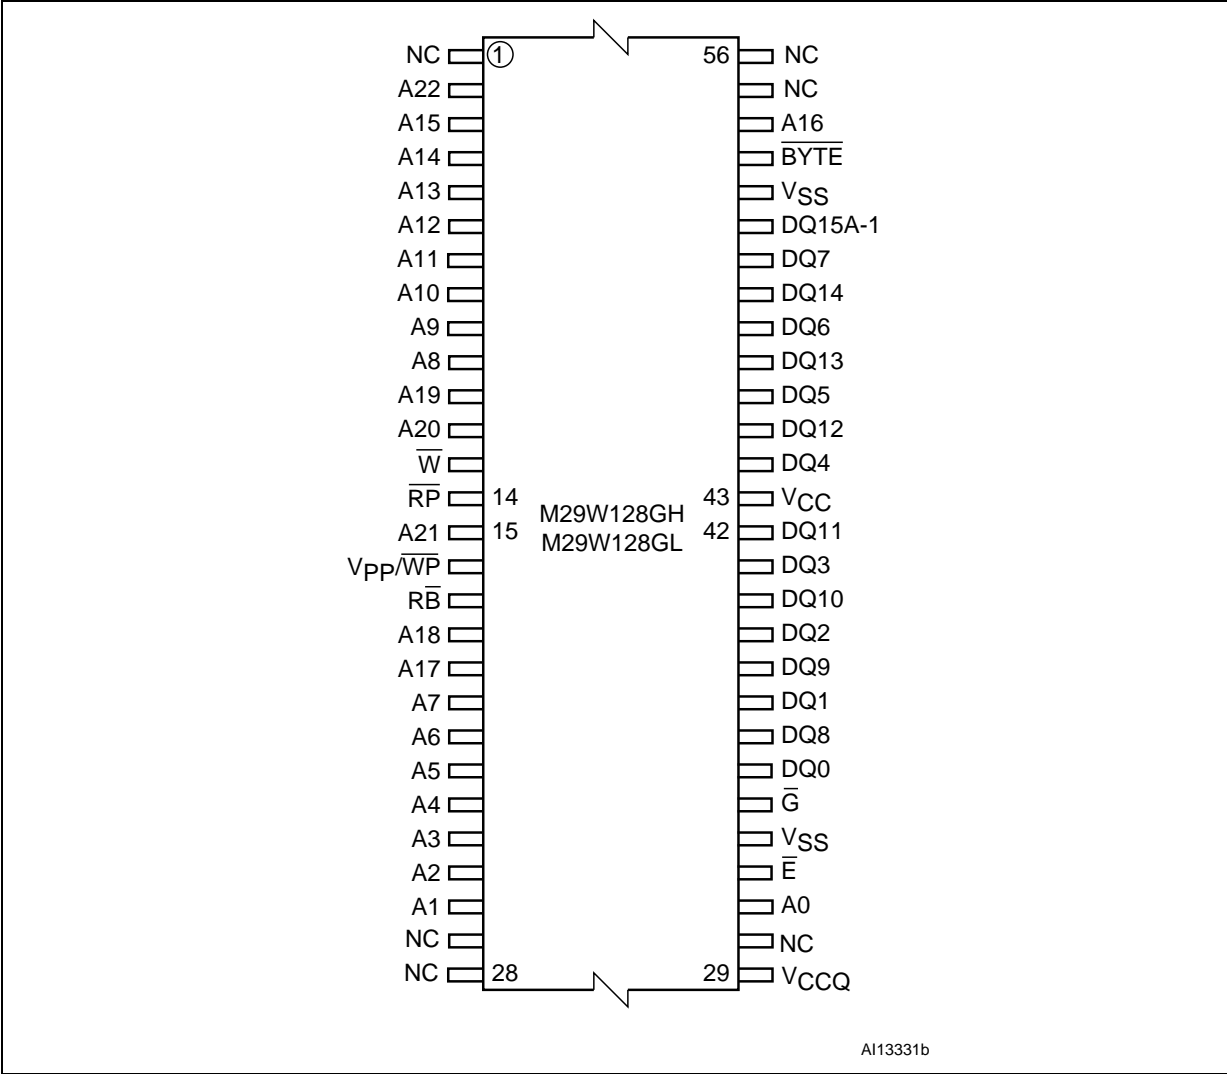 NC 1 56 NC
A22 NC
A15 A16
A14 B̅Y̅T̅E̅
A13 VSS
A12 DQ15A-1
A11 DQ7
A10 DQ14
A9 DQ6
A8 DQ13
A19 DQ5
A20 DQ12
W̅ DQ4
R̅P̅ 14 43 VCC
M29W128GH
A21 15 42 DQ11
M29W128GL
VPP/W̅P̅ DQ3
RB̅ DQ10
A18 DQ2
A17 DQ9
A7 DQ1
A6 DQ8
A5 DQ0
A4 G̅
A3 VSS
A2 E̅
A1 A0
NC NC
NC 28 29 VCCQ
AI13331b